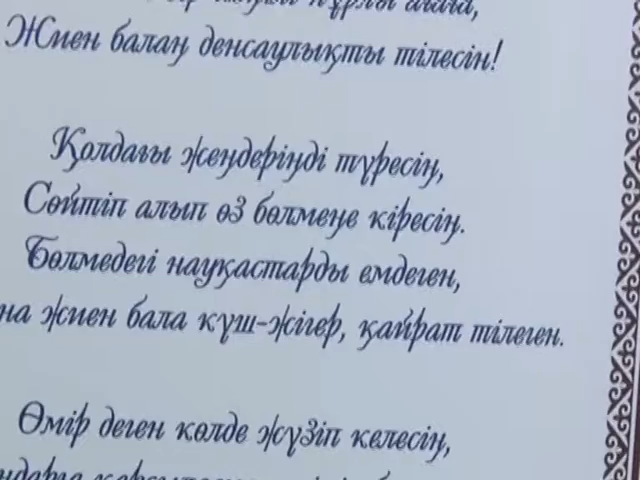 Жиен балаң денсаулықты тілесін!
Қолдағы жеңдеріңді түресің,
Сөйтіп алып өз бөлмеңе кіресің.
Бөлмедегі науқастарды емдеген,
жиен бала күш-жігер, қайрат тілеген.
Өмір деген көлде жүзіп келесің,